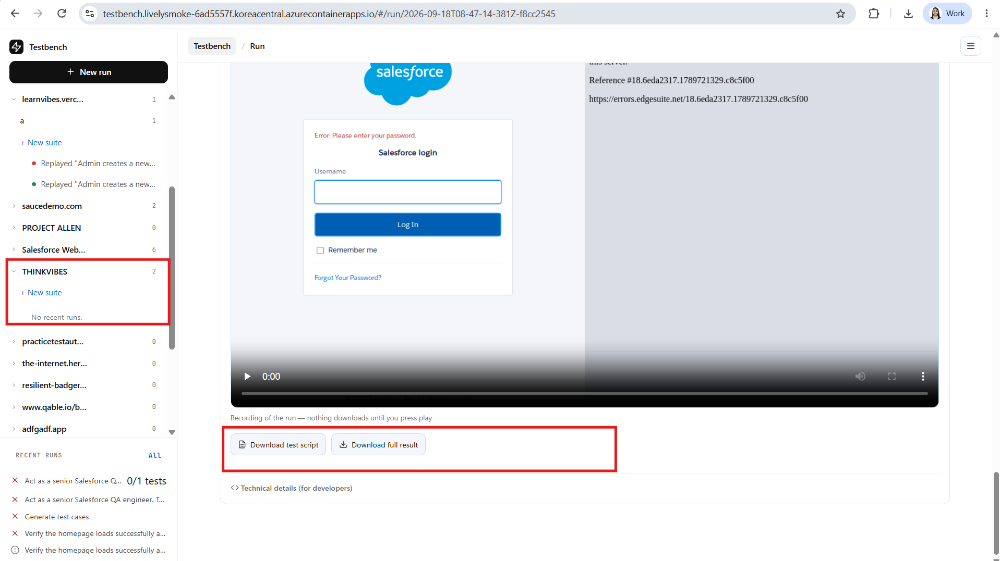 testbench.livelysmoke-6ad5557f.koreacentral.azurecontainerapps.io/#/run/2026-09-18T08-47-14-381Z-f8cc2545
Work
Testbench
+ New run
learnvibes.verc... 1
a 1
+ New suite
Replayed "Admin creates a new...
Replayed "Admin creates a new...
saucedemo.com 2
PROJECT ALLEN 0
Salesforce Web... 6
THINKVIBES 2
+ New suite
No recent runs.
practicetestaut... 0
the-internet.her... 0
resilient-badger... 0
www.qable.io/b... 0
adfgadf.app 0
RECENT RUNS All
Act as a senior Salesforce Q... 0/1 tests
Act as a senior Salesforce QA engineer. T...
Generate test cases
Verify the homepage loads successfully a...
Verify the homepage loads successfully a...
Testbench / Run
salesforce
Error: Please enter your password.
Salesforce login
Username
Log In
Remember me
Forgot Your Password?
this server.
Reference #18.6eda2317.1789721329.c8c5f00
https://errors.edgesuite.net/18.6eda2317.1789721329.c8c5f00
0:00
Recording of the run — nothing downloads until you press play
Download test script
Download full result
<> Technical details (for developers)